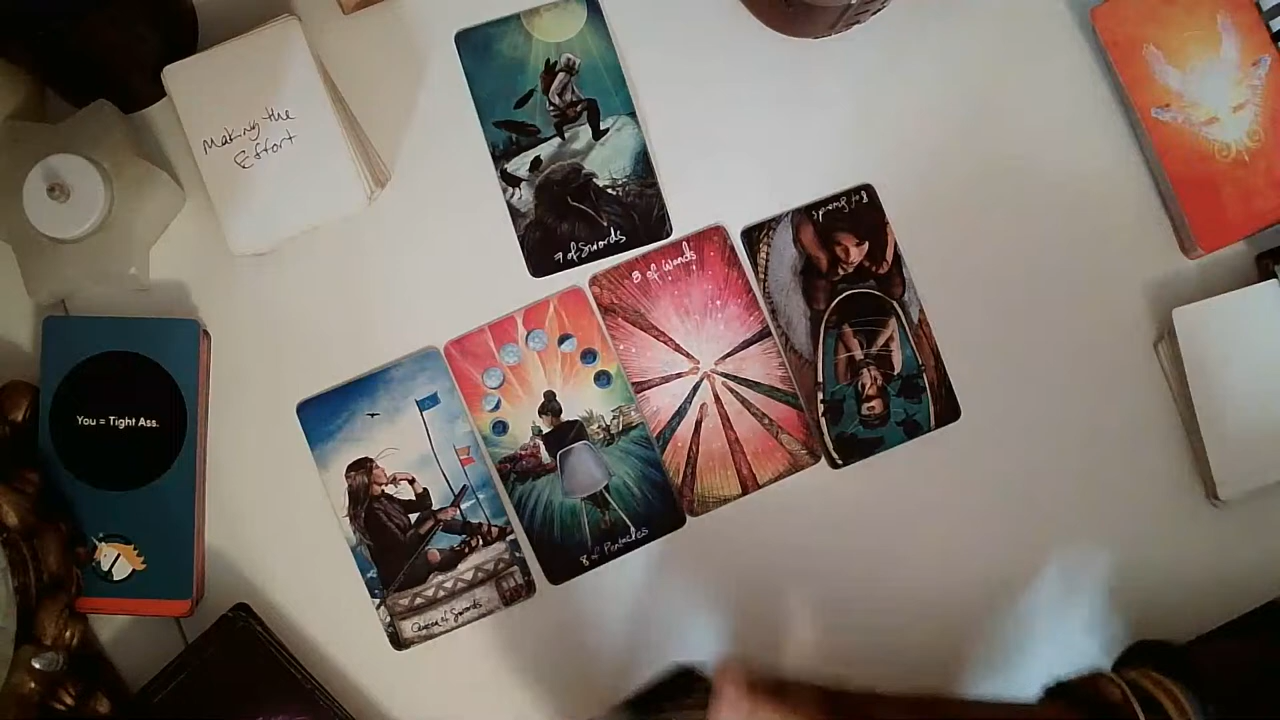 Making the
Effort
7 of Swords
8 of Wands
8 of Swords
You = Tight Ass.
8 of Pentacles
Queen of Swords